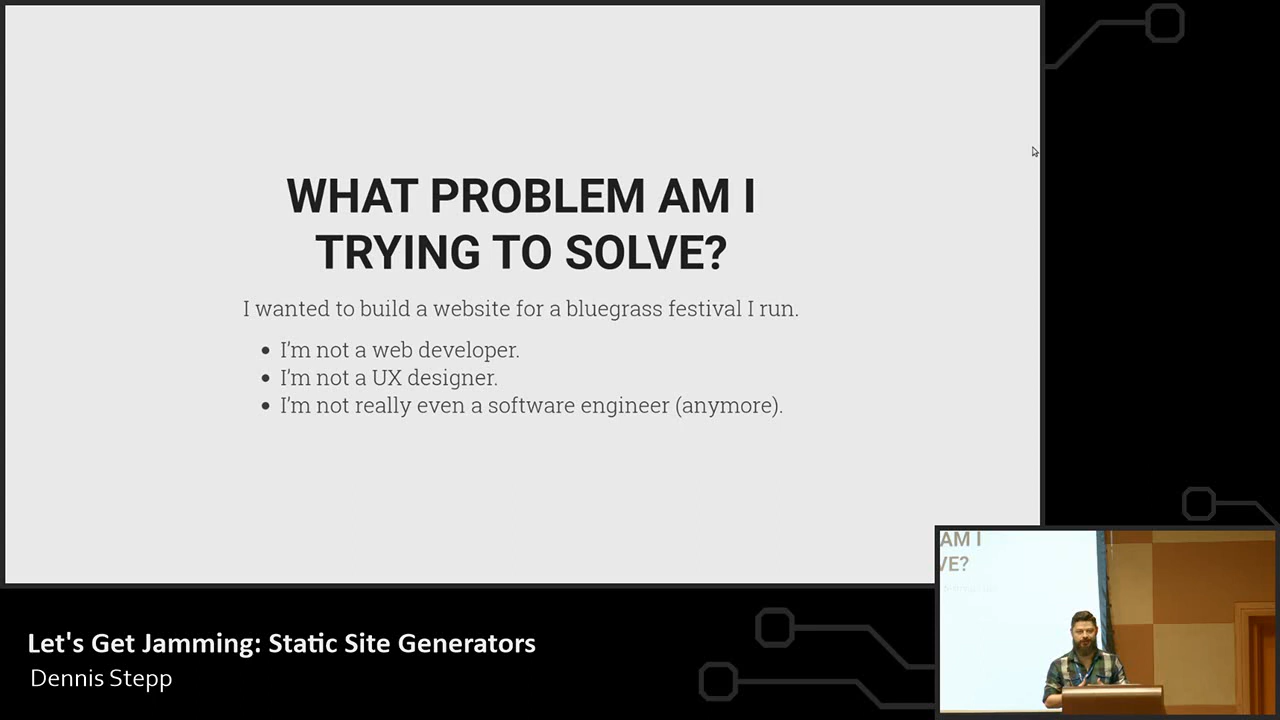 WHAT PROBLEM AM I
TRYING TO SOLVE?
I wanted to build a website for a bluegrass festival I run.
• I'm not a web developer.
• I'm not a UX designer.
• I'm not really even a software engineer (anymore).
AM I
VE?
Let's Get Jamming: Static Site Generators
Dennis Stepp